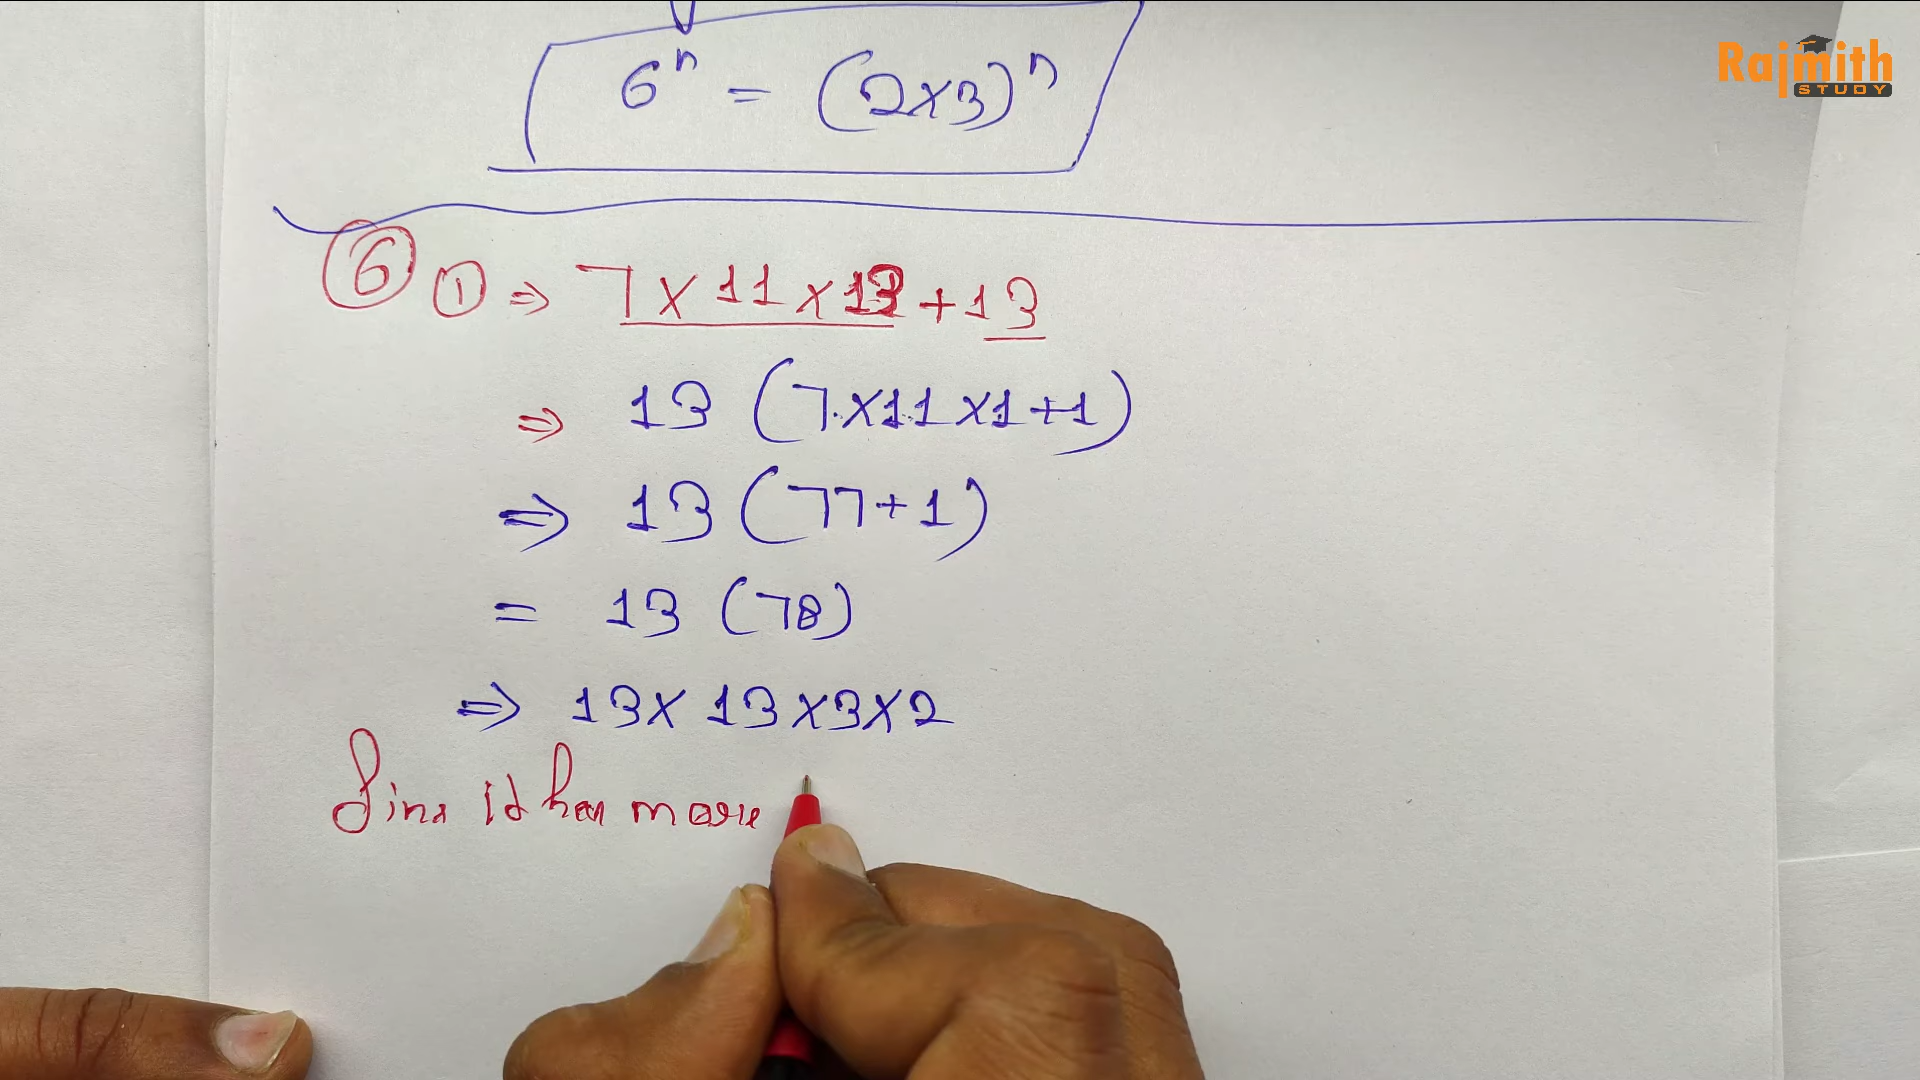 6ⁿ = (2×3)ⁿ
Rajmith
STUDY
6 1 ⇒ 7 × 11 × 13 + 13
⇒ 13 (7×11×1+1)
⇒ 13 (77+1)
= 13 (78)
⇒ 13× 13 ×3×2
it has more